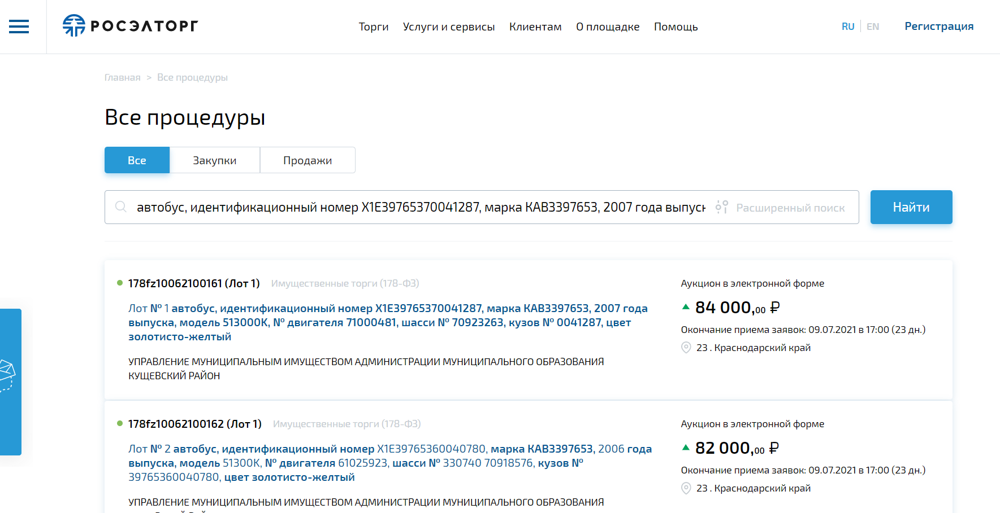 РОСЭЛТОРГ
Торги Услуги и сервисы Клиентам О площадке Помощь
RU EN
Регистрация
Главная > Все процедуры
Все процедуры
Все Закупки Продажи
автобус, идентификационный номер X1E39765370041287, марка КАВ3397653, 2007 года выпуск
Расширенный поиск
Найти
178fz10062100161 (Лот 1) Имущественные торги (178-ФЗ)
Лот № 1 автобус, идентификационный номер X1E39765370041287, марка КАВ3397653, 2007 года
выпуска, модель 513000К, № двигателя 71000481, шасси № 70923263, кузов № 0041287, цвет
золотисто-желтый
УПРАВЛЕНИЕ МУНИЦИПАЛЬНЫМ ИМУЩЕСТВОМ АДМИНИСТРАЦИИ МУНИЦИПАЛЬНОГО ОБРАЗОВАНИЯ
КУЩЕВСКИЙ РАЙОН
Аукцион в электронной форме
84 000,00 ₽
Окончание приема заявок: 09.07.2021 в 17:00 (23 дн.)
23 . Краснодарский край
178fz10062100162 (Лот 1) Имущественные торги (178-ФЗ)
Лот № 2 автобус, идентификационный номер X1E39765360040780, марка КАВ3397653, 2006 года
выпуска, модель 51300К, № двигателя 61025923, шасси № 330740 70918576, кузов №
39765360040780, цвет золотисто-желтый
УПРАВЛЕНИЕ МУНИЦИПАЛЬНЫМ ИМУЩЕСТВОМ АДМИНИСТРАЦИИ МУНИЦИПАЛЬНОГО ОБРАЗОВАНИЯ
Аукцион в электронной форме
82 000,00 ₽
Окончание приема заявок: 09.07.2021 в 17:00 (23 дн.)
23 . Краснодарский край